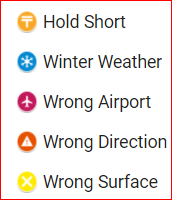 Hold Short
Winter Weather
Wrong Airport
Wrong Direction
Wrong Surface